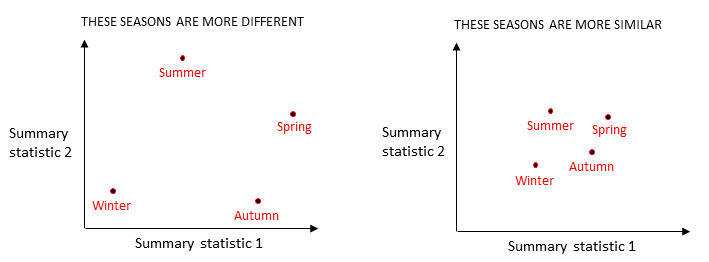 THESE SEASONS ARE MORE DIFFERENT
Summer
Spring
Summary
statistic 2
Winter
Autumn
Summary statistic 1
THESE SEASONS ARE MORE SIMILAR
Summer
Spring
Summary
statistic 2
Autumn
Winter
Summary statistic 1